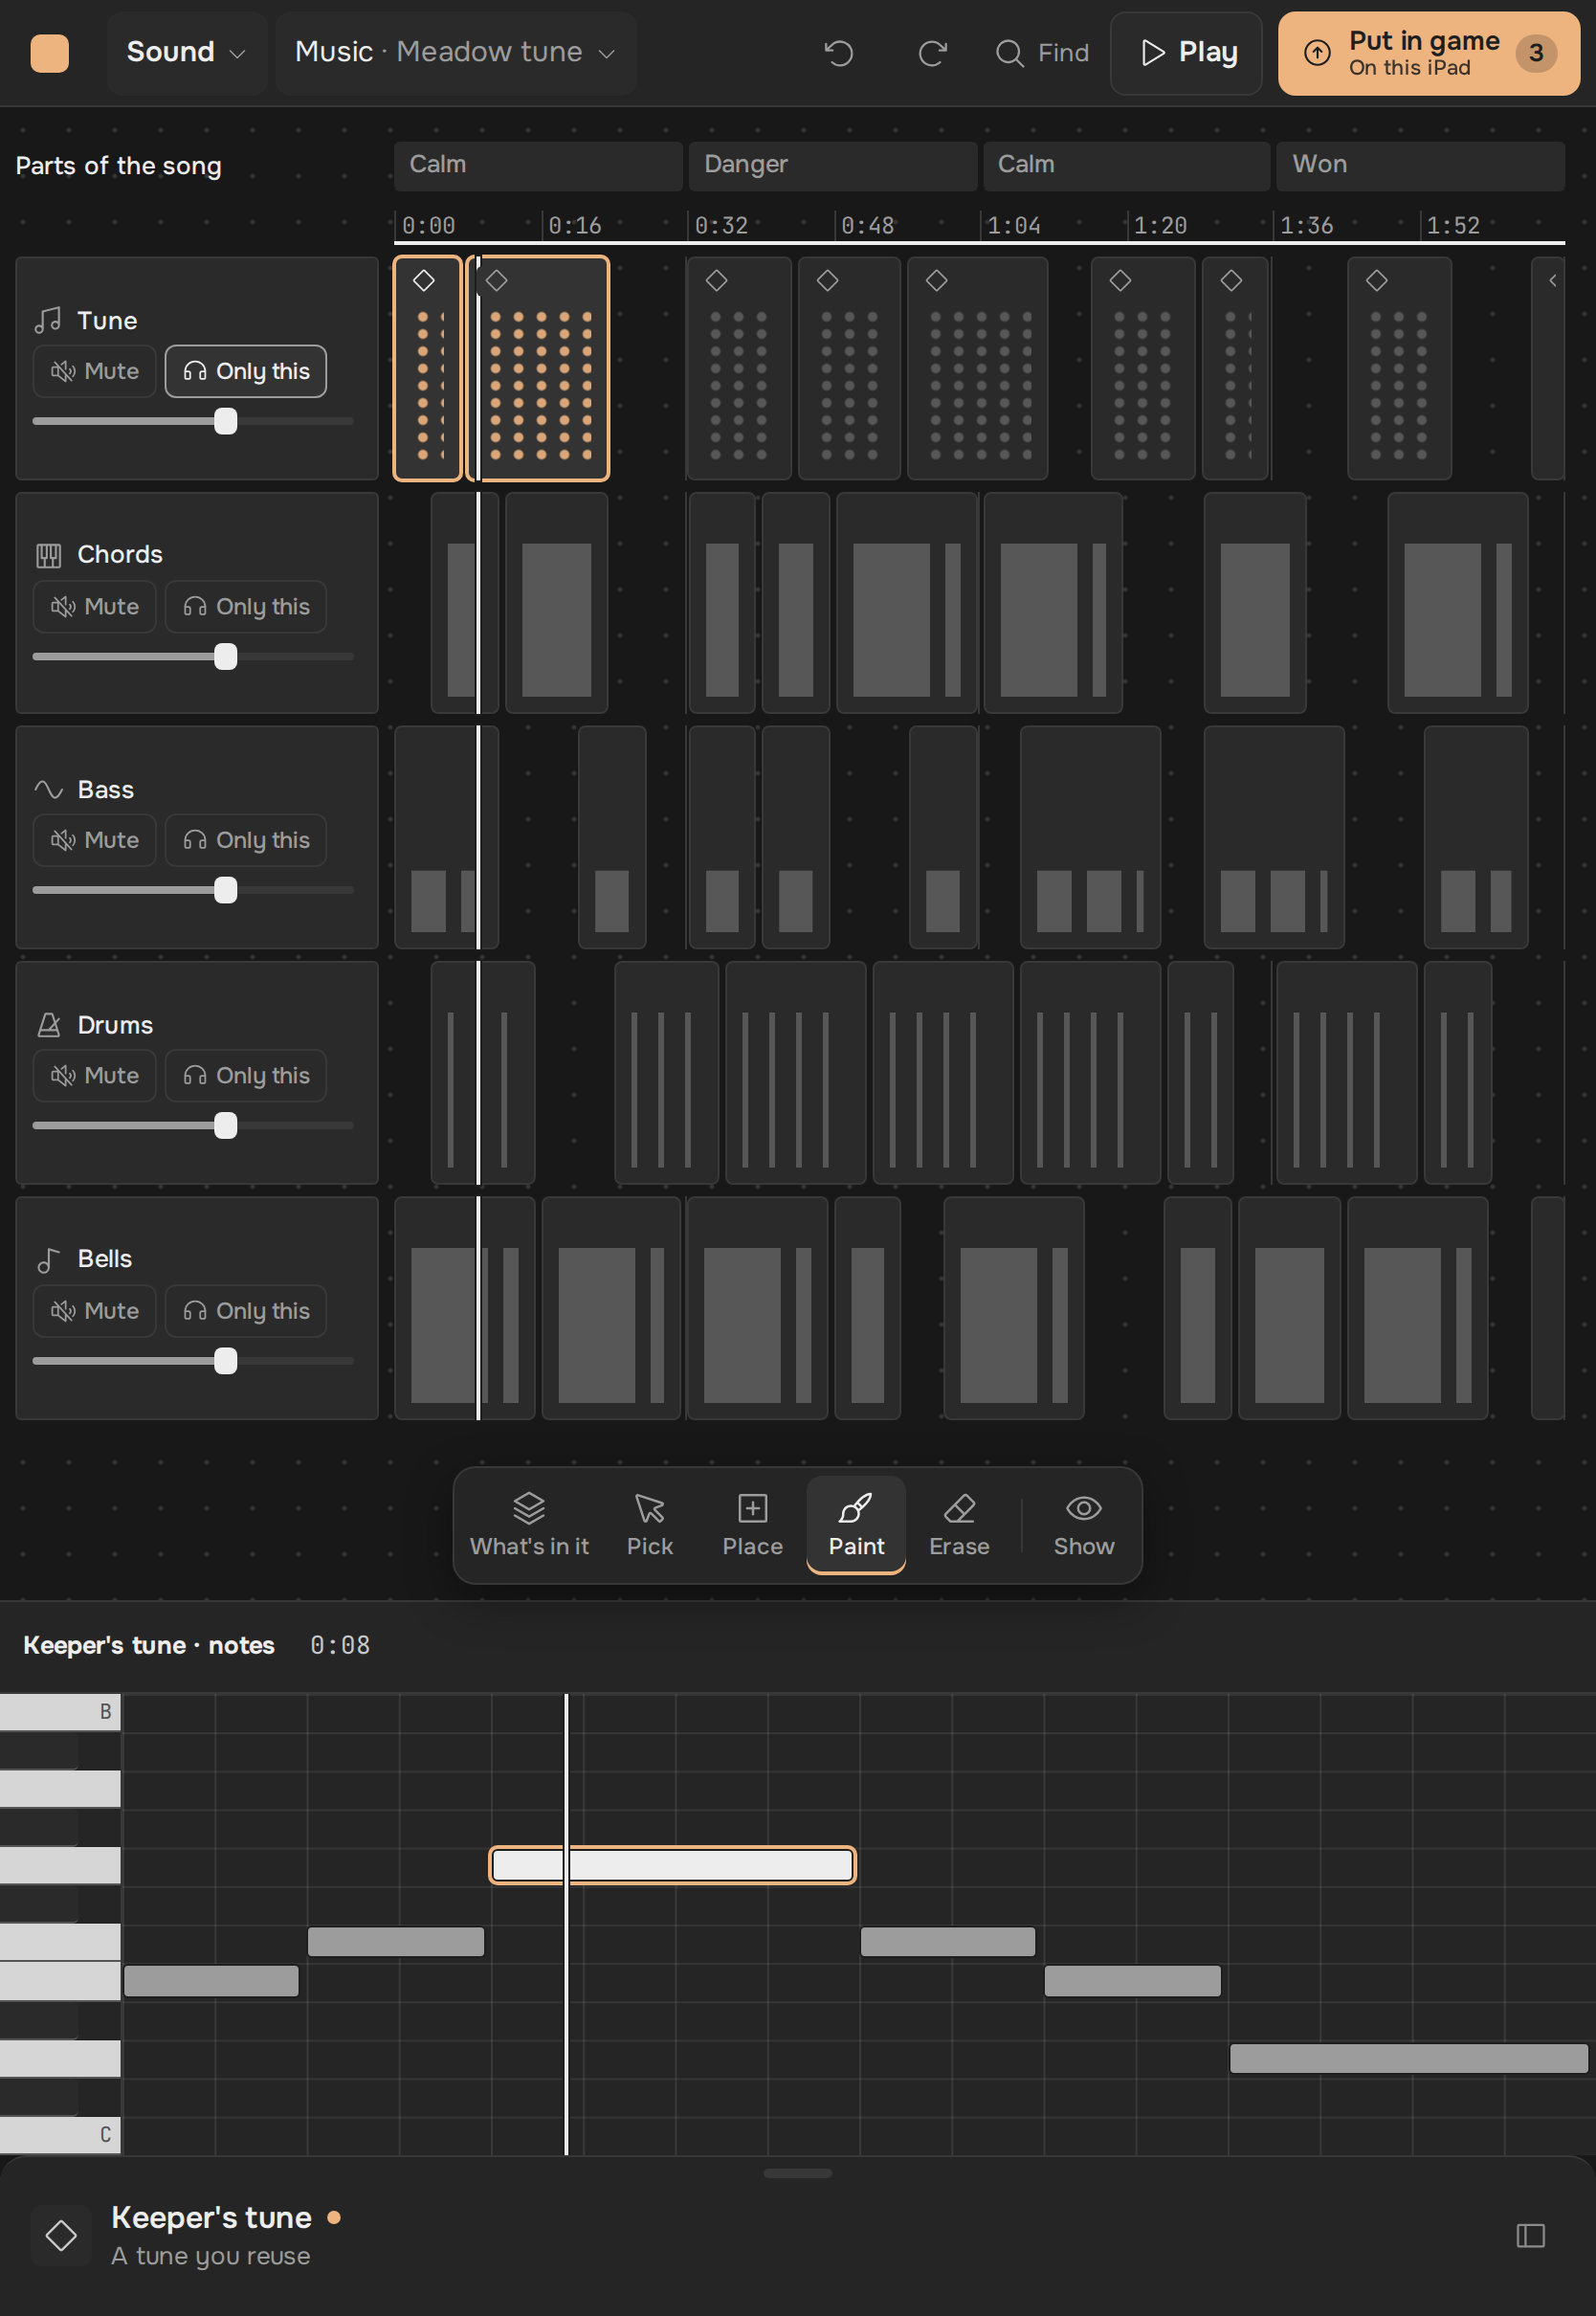 Sound
Music · Meadow tune
Find
Play
Put in game
On this iPad
3
Parts of the song
Calm
Danger
Calm
Won
0:00
0:16
0:32
0:48
1:04
1:20
1:36
1:52
Tune
Mute
Only this
Chords
Mute
Only this
Bass
Mute
Only this
Drums
Mute
Only this
Bells
Mute
Only this
What's in it
Pick
Place
Paint
Erase
Show
Keeper's tune · notes
0:08
B
C
Keeper's tune
A tune you reuse